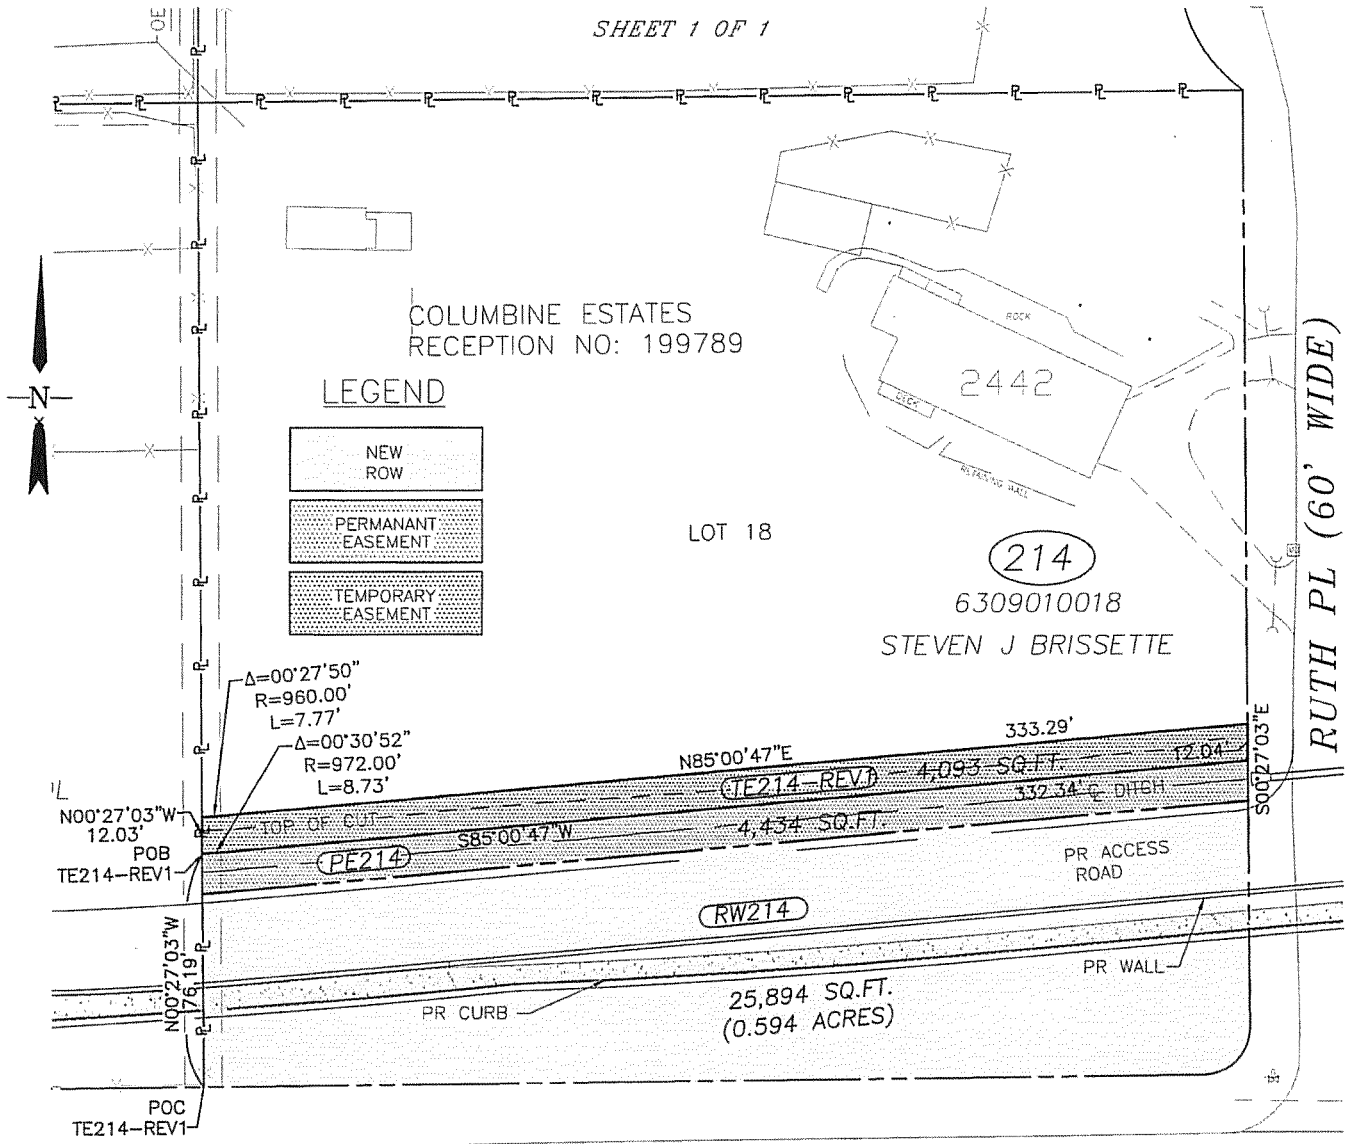 SHEET 1 OF 1
OE
COLUMBINE ESTATES
RECEPTION NO: 199789
LEGEND
NEW
ROW
PERMANANT
EASEMENT
TEMPORARY
EASEMENT
N
ROCK
2442
DECK
RETAINING WALL
LOT 18
214
6309010018
STEVEN J BRISSETTE
RUTH PL (60' WIDE)
Δ=00°27'50"
R=960.00'
L=7.77'
Δ=00°30'52"
R=972.00'
L=8.73'
N85°00'47"E
333.29'
S00°27'03"E
12.04'
TE214-REV1
4,093 SQ.FT.
332.34'
℄ DITCH
N00°27'03"W
12.03'
POB
TE214-REV1
TOP OF CUT
S85°00'47"W
4,434 SQ.FT.
PE214
PR ACCESS
ROAD
RW214
N00°27'03"W
76.19'
PR WALL
PR CURB
25,894 SQ.FT.
(0.594 ACRES)
POC
TE214-REV1